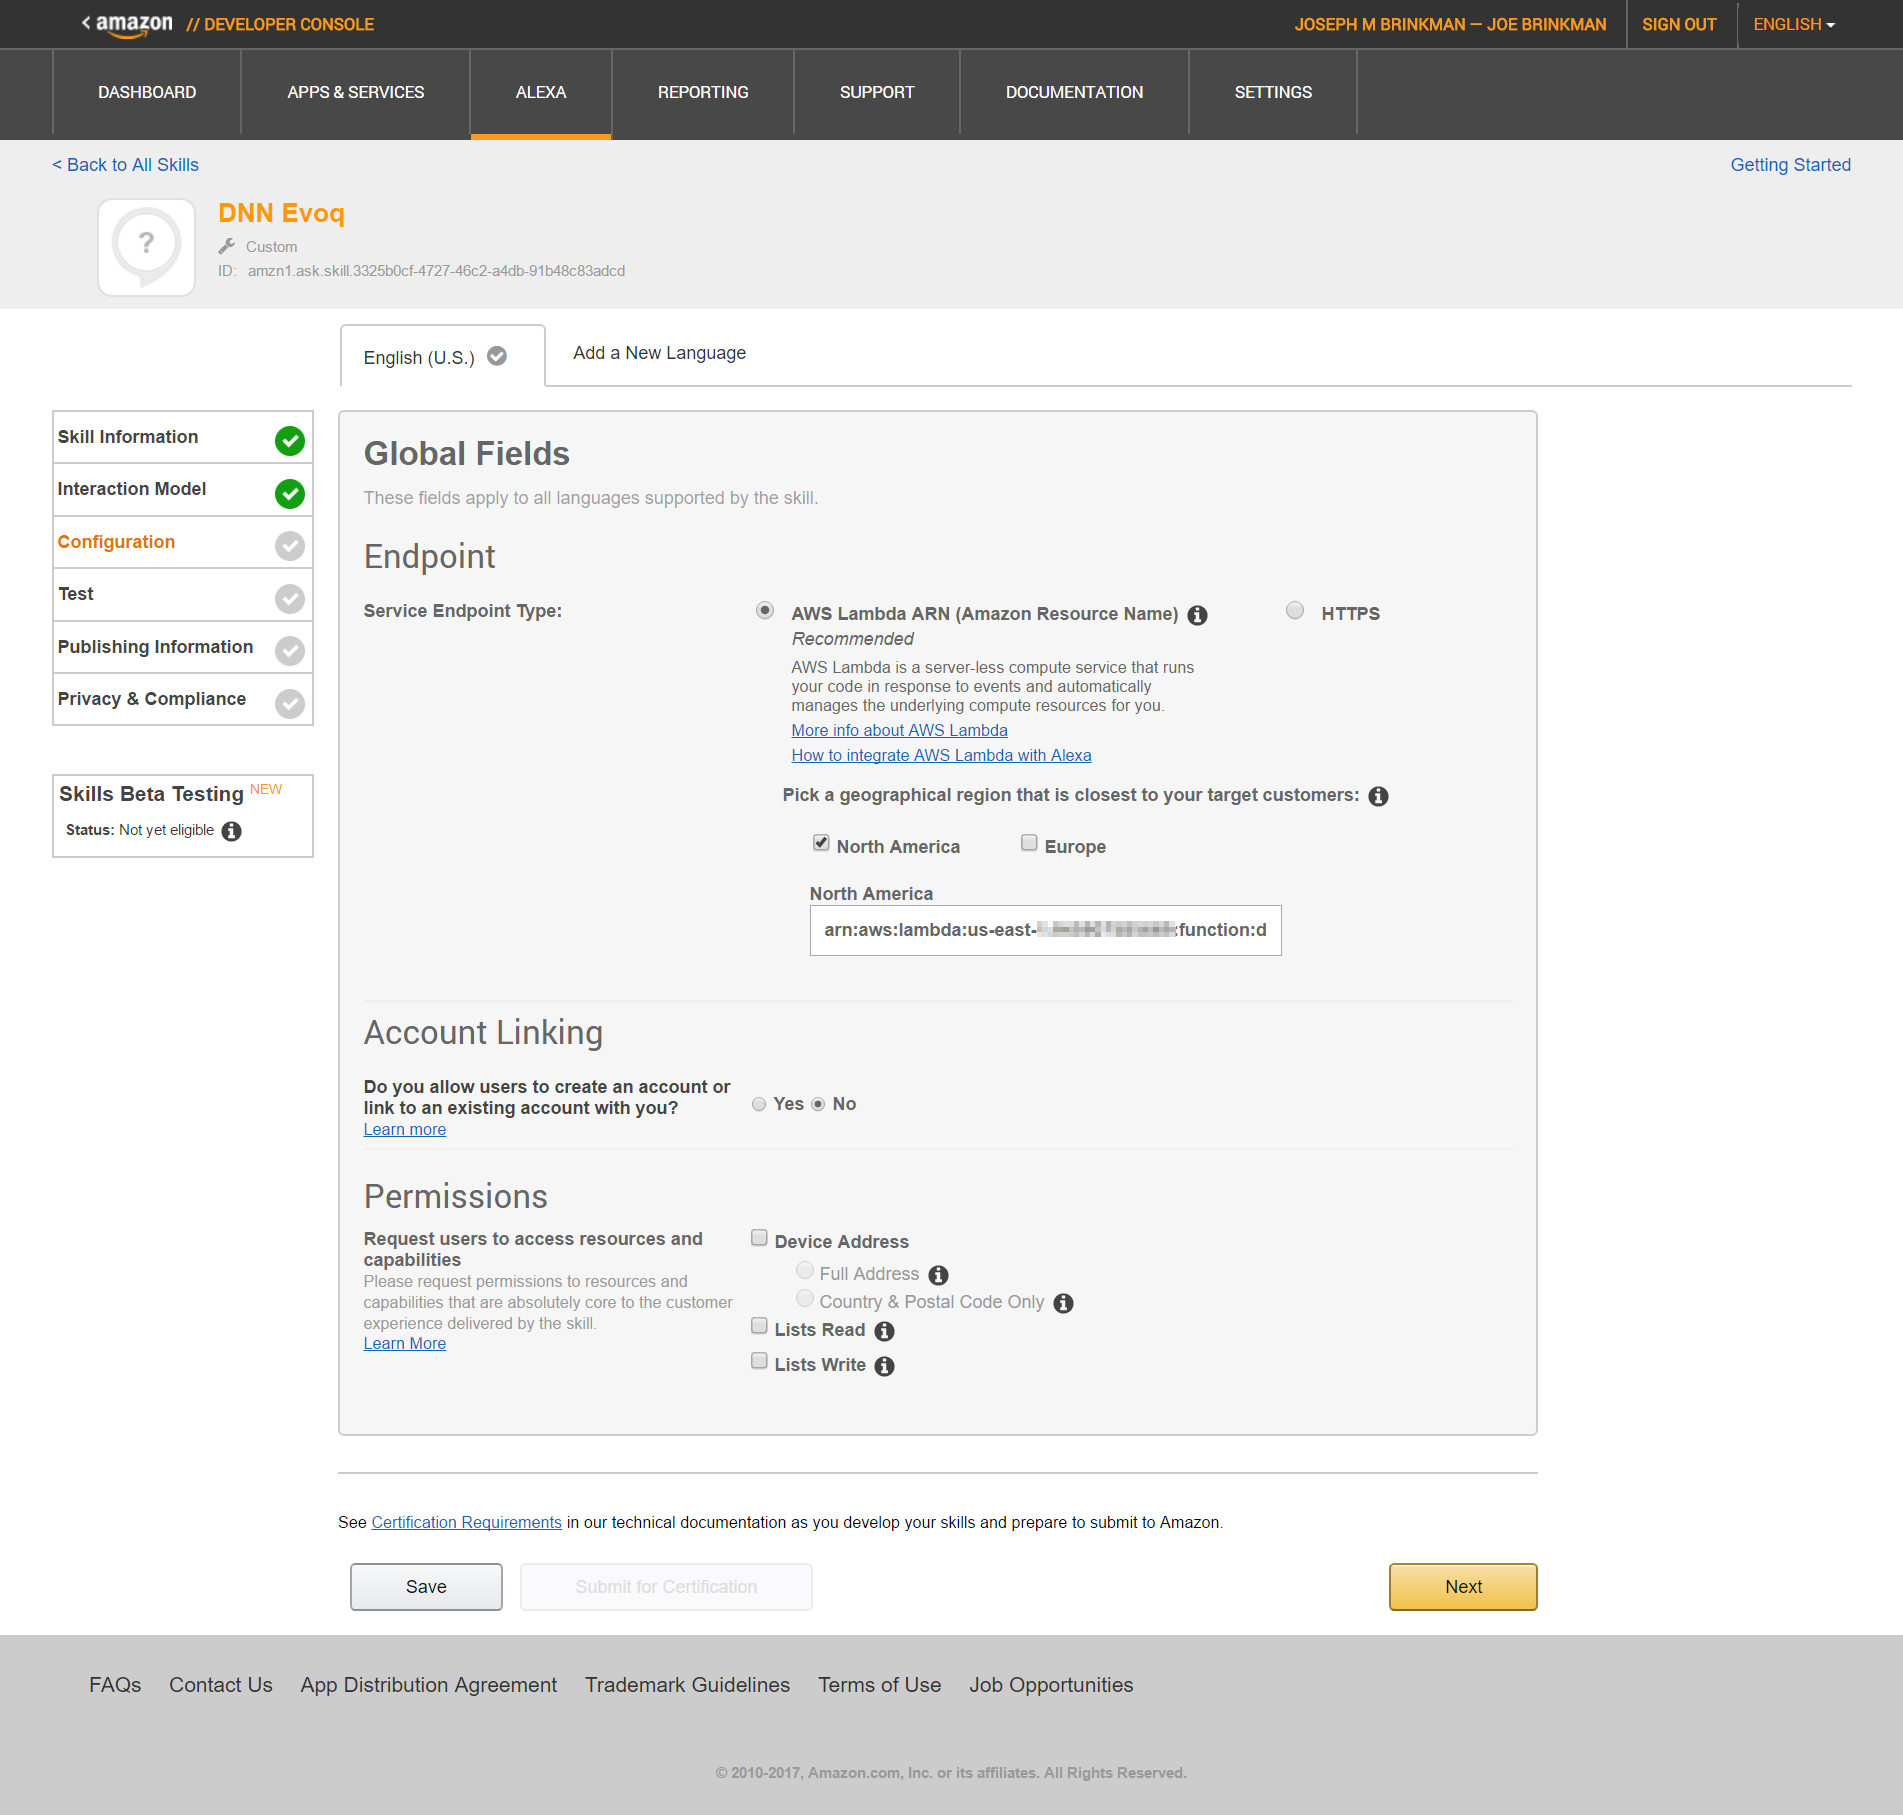 < amazon // DEVELOPER CONSOLE
JOSEPH M BRINKMAN — JOE BRINKMAN
SIGN OUT
ENGLISH
DASHBOARD
APPS & SERVICES
ALEXA
REPORTING
SUPPORT
DOCUMENTATION
SETTINGS
< Back to All Skills
Getting Started
?
DNN Evoq
Custom
ID: amzn1.ask.skill.3325b0cf-4727-46c2-a4db-91b48c83adcd
English (U.S.)
Add a New Language
Skill Information
Interaction Model
Configuration
Test
Publishing Information
Privacy & Compliance
Skills Beta Testing NEW
Status: Not yet eligible
Global Fields
These fields apply to all languages supported by the skill.
Endpoint
Service Endpoint Type:
AWS Lambda ARN (Amazon Resource Name)
HTTPS
Recommended
AWS Lambda is a server-less compute service that runs
your code in response to events and automatically
manages the underlying compute resources for you.
More info about AWS Lambda
How to integrate AWS Lambda with Alexa
Pick a geographical region that is closest to your target customers:
North America
Europe
North America
arn:aws:lambda:us-east- :function:d
Account Linking
Do you allow users to create an account or
link to an existing account with you?
Yes No
Learn more
Permissions
Request users to access resources and
capabilities
Please request permissions to resources and
capabilities that are absolutely core to the customer
experience delivered by the skill.
Learn More
Device Address
Full Address
Country & Postal Code Only
Lists Read
Lists Write
See Certification Requirements in our technical documentation as you develop your skills and prepare to submit to Amazon.
Save
Submit for Certification
Next
FAQs
Contact Us
App Distribution Agreement
Trademark Guidelines
Terms of Use
Job Opportunities
© 2010-2017, Amazon.com, Inc. or its affiliates. All Rights Reserved.